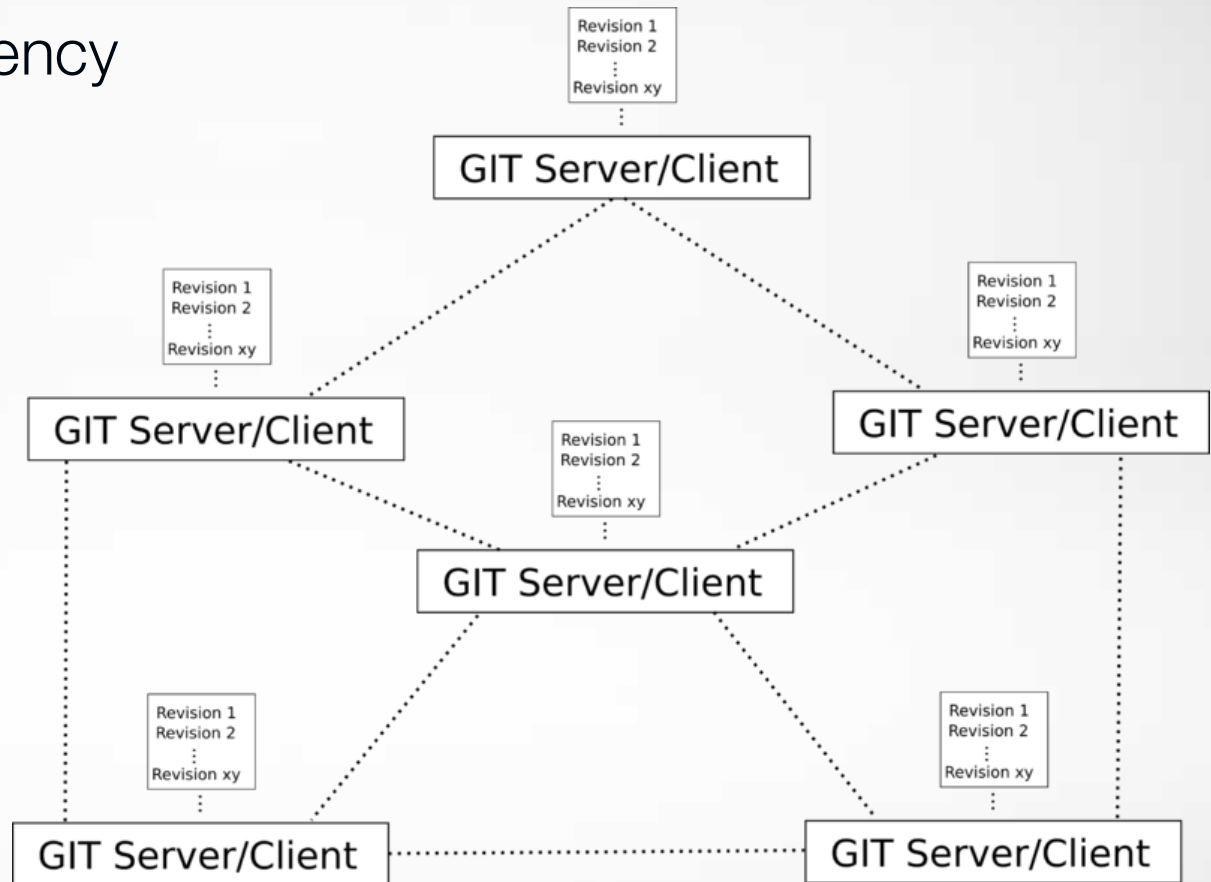 ency
Revision 1
Revision 2
⋮
Revision xy
GIT Server/Client
Revision 1
Revision 2
⋮
Revision xy
GIT Server/Client
Revision 1
Revision 2
⋮
Revision xy
GIT Server/Client
Revision 1
Revision 2
⋮
Revision xy
GIT Server/Client
Revision 1
Revision 2
⋮
Revision xy
GIT Server/Client
Revision 1
Revision 2
⋮
Revision xy
GIT Server/Client